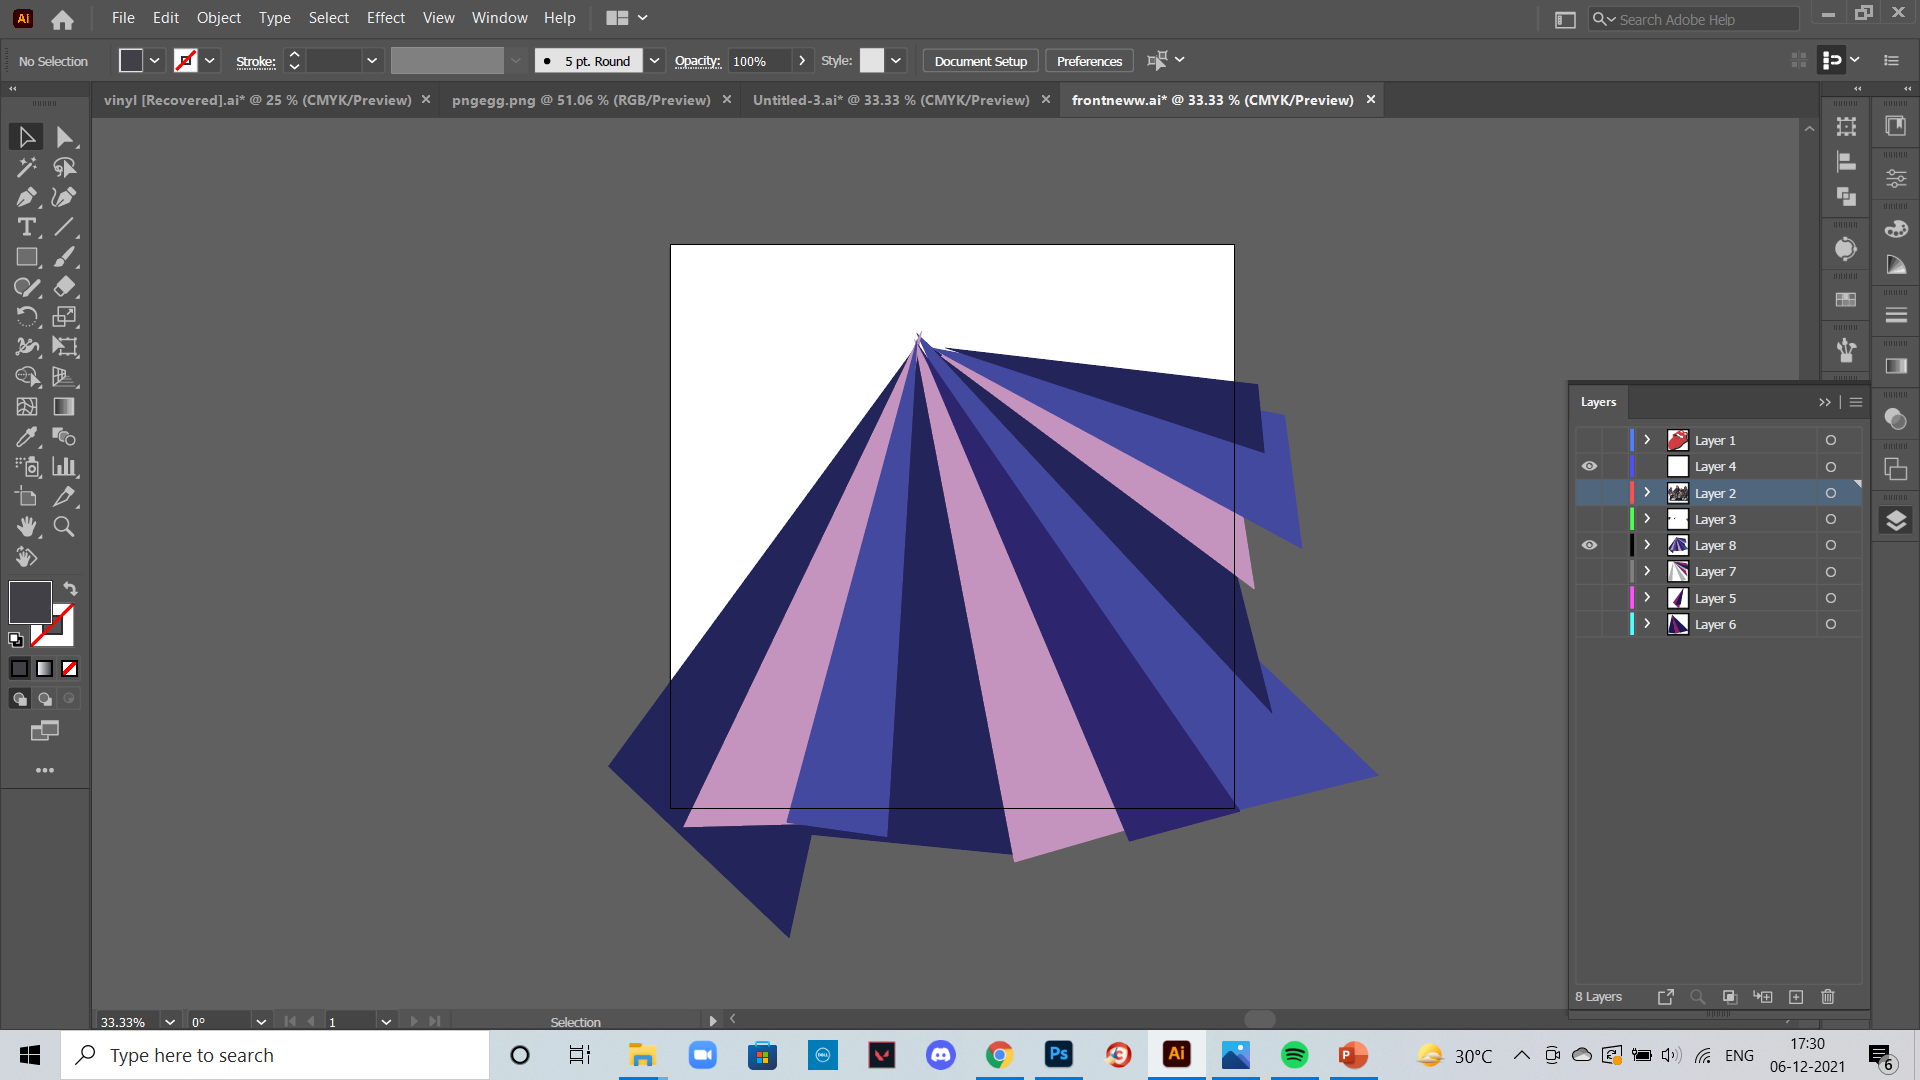 Ai File Edit Object Type Select Effect View Window Help Search Adobe Help
No Selection Stroke: 5 pt. Round Opacity: 100% Style: Document Setup Preferences
vinyl [Recovered].ai* @ 25 % (CMYK/Preview) pngegg.png @ 51.06 % (RGB/Preview) Untitled-3.ai* @ 33.33 % (CMYK/Preview) frontneww.ai* @ 33.33 % (CMYK/Preview)
Layers
Layer 1
Layer 4
Layer 2
Layer 3
Layer 8
Layer 7
Layer 5
Layer 6
8 Layers
33.33% 0° 1 Selection
Type here to search DELL Ps Ai P 30°C ENG 17:30
06-12-2021 6